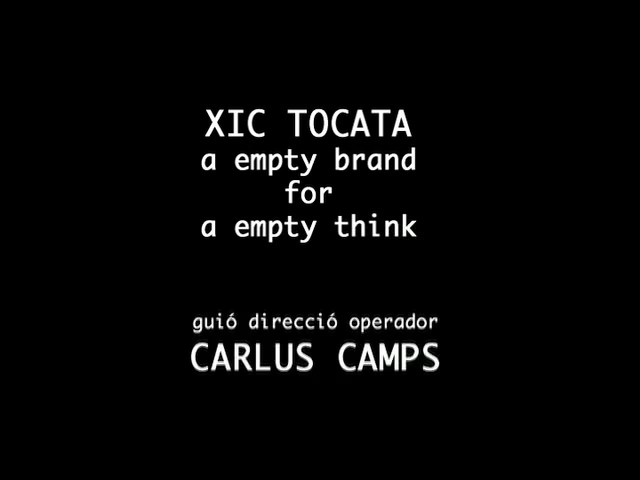 XIC TOCATA
a empty brand
for
a empty think
guió direcció operador
CARLUS CAMPS